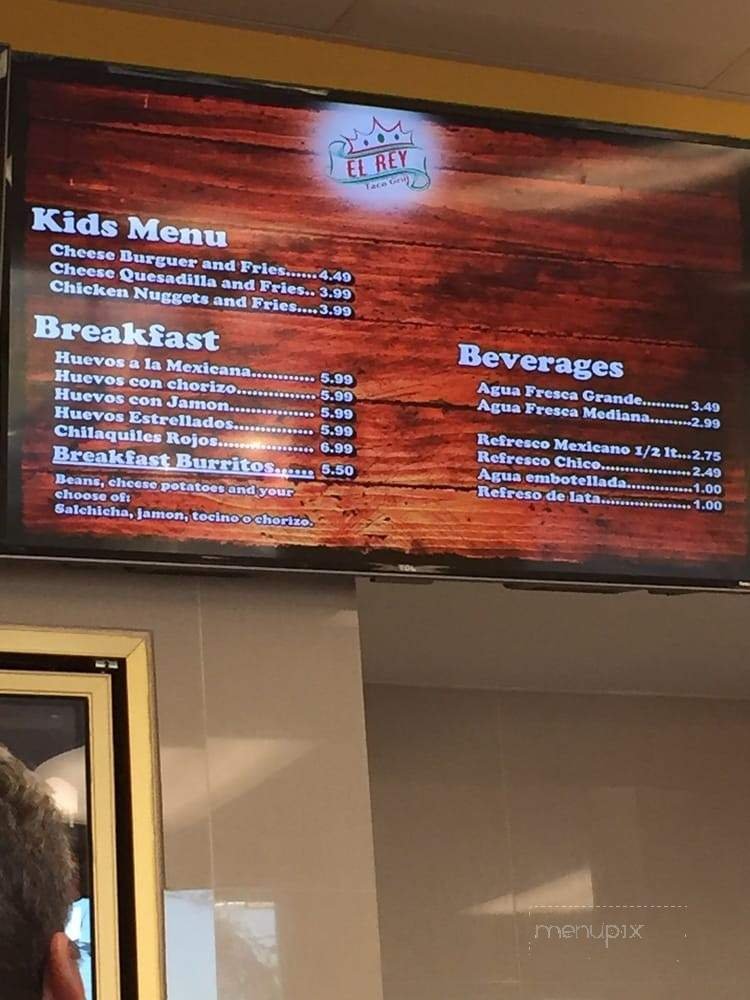 EL REY
Taco Grill
Kids Menu
Cheese Burguer and Fries......4.49
Cheese Quesadilla and Fries.. 3.99
Chicken Nuggets and Fries....3.99
Breakfast
Huevos a la Mexicana............ 5.99
Huevos con chorizo............... 5.99
Huevos con Jamon................ 5.99
Huevos Estrellados............... 5.99
Chilaquiles Rojos.................. 6.99
Breakfast Burritos...... 5.50
Beans, cheese potatoes and your
choose of:
Salchicha, jamon, tocino o chorizo.
Beverages
Agua Fresca Grande..........3.49
Agua Fresca Mediana.........2.99
Refresco Mexicano 1/2 lt...2.75
Refresco Chico...................2.49
Agua embotellada..............1.00
Refreso de lata...................1.00
TCL
menupix